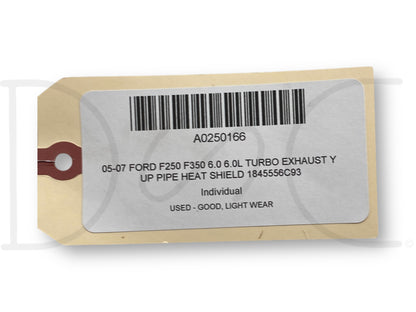 A0250166
05-07 FORD F250 F350 6.0 6.0L TURBO EXHAUST Y
UP PIPE HEAT SHIELD 1845556C93
Individual
USED - GOOD, LIGHT WEAR